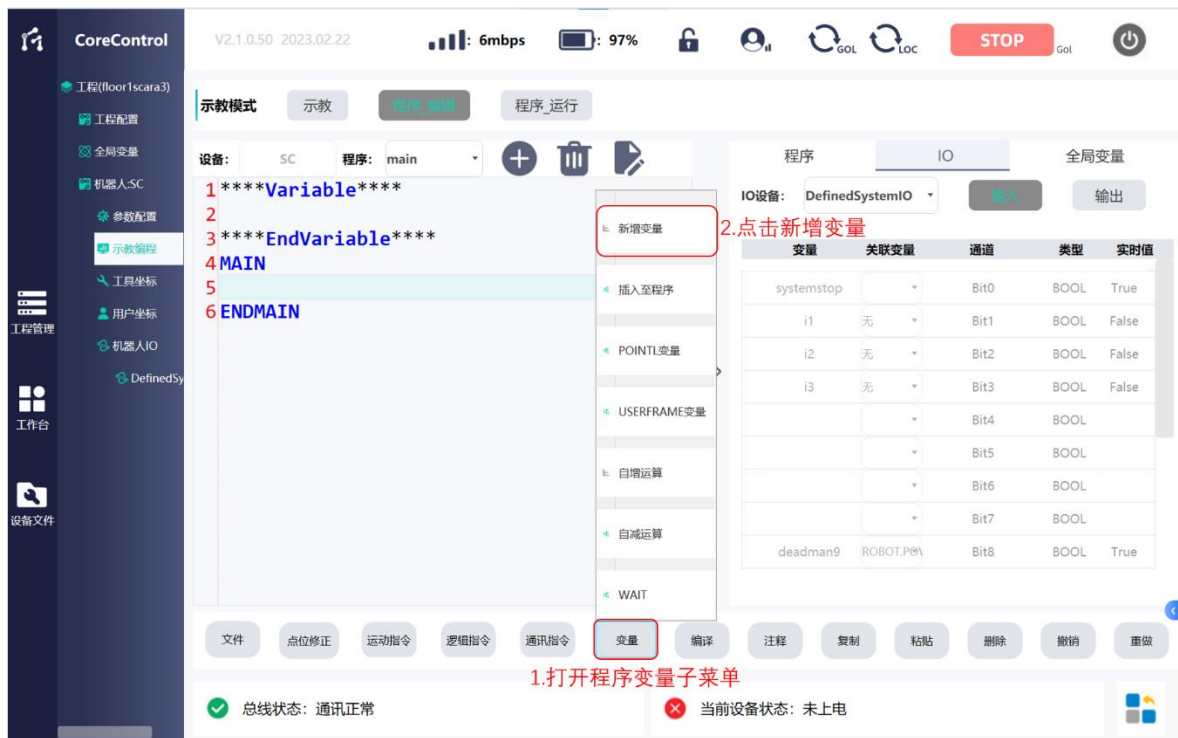 CoreControl
V2.1.0.50 2023.02.22
: 6mbps
: 97%
GOL
LOC
STOP
Gol
工程(floor1scara3)
工程配置
全局变量
机器人:SC
参数配置
示教编程
工具坐标
用户坐标
机器人IO
DefinedSy
工程管理
工作台
设备文件
示教模式 示教 程序_编辑 程序_运行
设备: SC 程序: main
1 ****Variable****
2
3 ****EndVariable****
4 MAIN
5
6 ENDMAIN
新增变量
插入至程序
POINTL变量
USERFRAME变量
自增运算
自减运算
WAIT
2.点击新增变量
程序 IO 全局变量
IO设备: DefinedSystemIO 输入 输出
变量 关联变量 通道 类型 实时值
systemstop Bit0 BOOL True
i1 无 Bit1 BOOL False
i2 无 Bit2 BOOL False
i3 无 Bit3 BOOL False
Bit4 BOOL
Bit5 BOOL
Bit6 BOOL
Bit7 BOOL
deadman9 ROBOT.PO Bit8 BOOL True
文件 点位修正 运动指令 逻辑指令 通讯指令 变量 编译 注释 复制 粘贴 删除 撤销 重做
1.打开程序变量子菜单
总线状态: 通讯正常
当前设备状态: 未上电